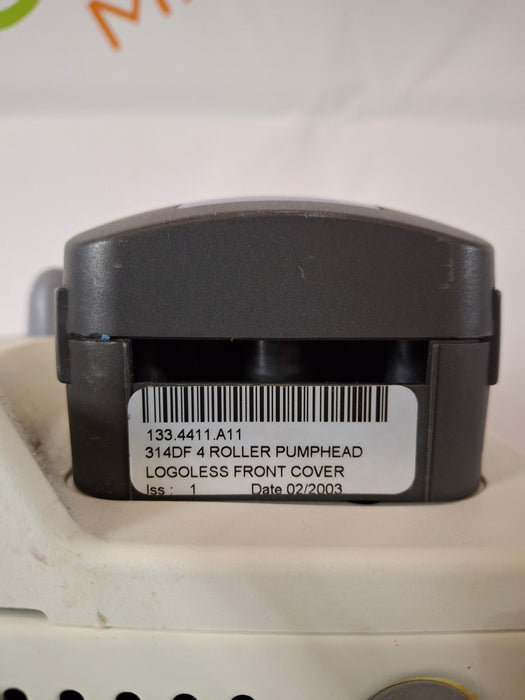 133.4411.A11
314DF 4 ROLLER PUMPHEAD
LOGOLESS FRONT COVER
Iss : 1 Date 02/2003